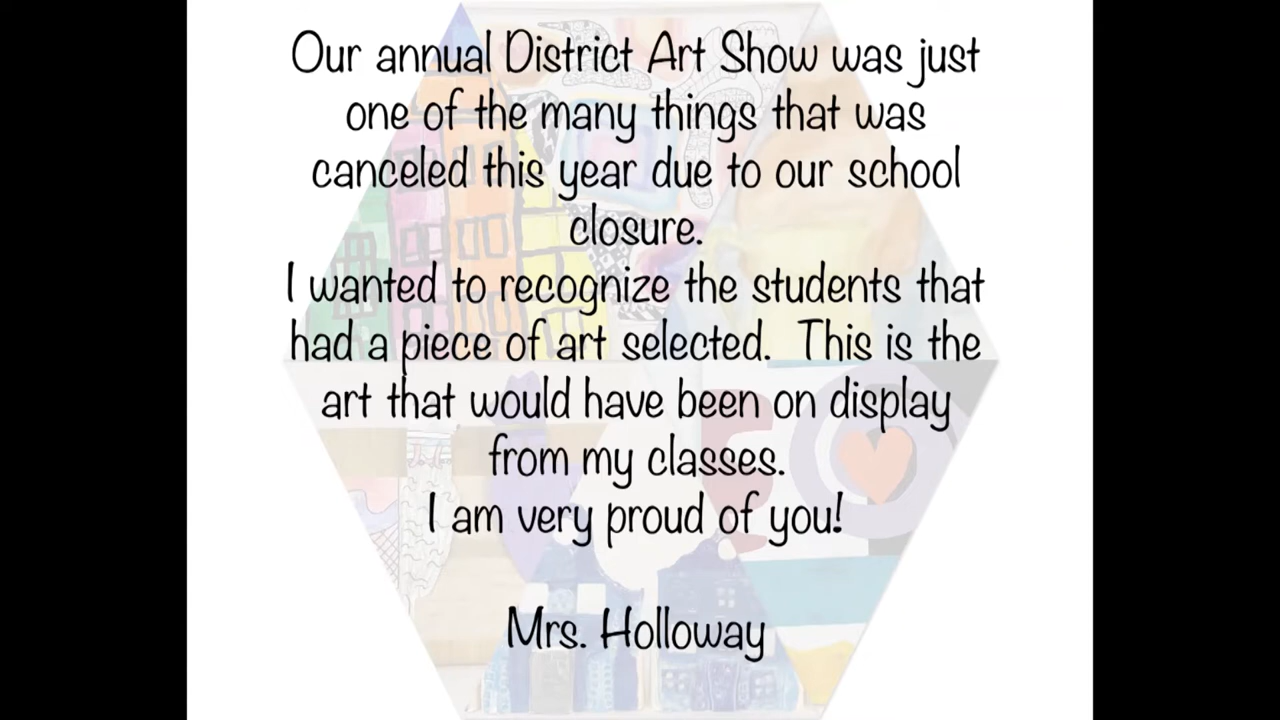 Our annual District Art Show was just
one of the many things that was
canceled this year due to our school
closure.
I wanted to recognize the students that
had a piece of art selected.  This is the
art that would have been on display
from my classes.
I am very proud of you!
Mrs. Holloway